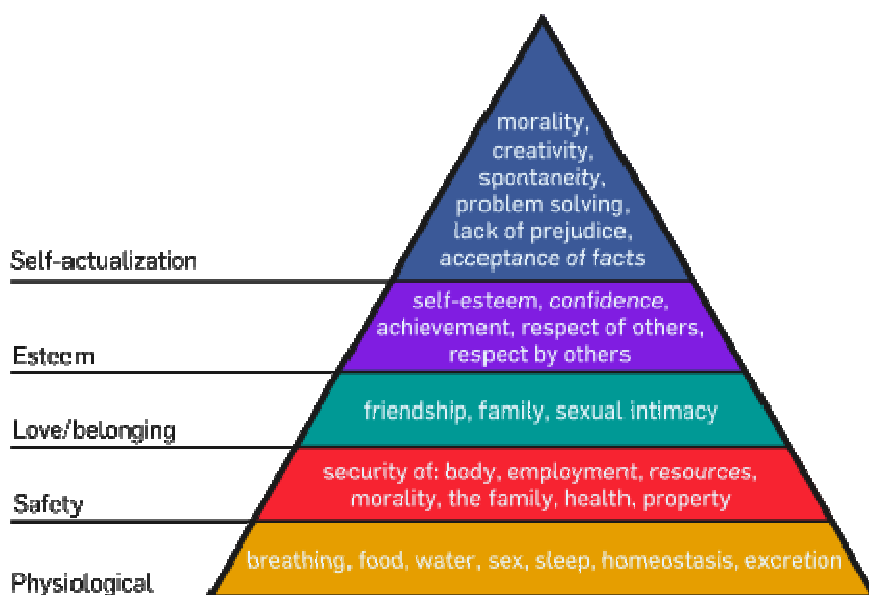 morality,
creativity,
spontaneity,
problem solving,
lack of prejudice,
acceptance of facts
Self-actualization
self-esteem, confidence,
achievement, respect of others,
respect by others
Esteem
friendship, family, sexual intimacy
Love/belonging
security of: body, employment, resources,
morality, the family, health, property
Safety
breathing, food, water, sex, sleep, homeostasis, excretion
Physiological